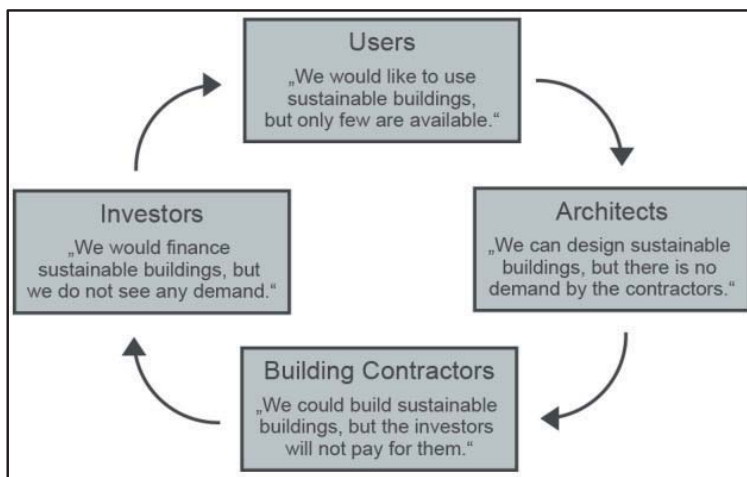 Users
„We would like to use
sustainable buildings,
but only few are available.“
Architects
„We can design sustainable
buildings, but there is no
demand by the contractors.“
Building Contractors
„We could build sustainable
buildings, but the investors
will not pay for them.“
Investors
„We would finance
sustainable buildings, but
we do not see any demand.“